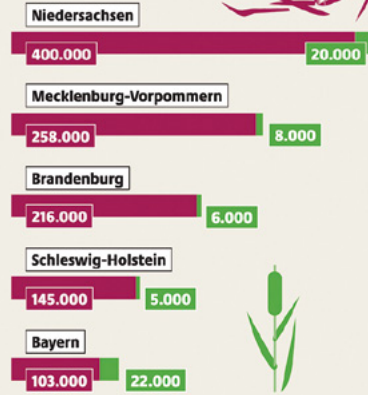 Niedersachsen
400.000 20.000
Mecklenburg-Vorpommern
258.000 8.000
Brandenburg
216.000 6.000
Schleswig-Holstein
145.000 5.000
Bayern
103.000 22.000